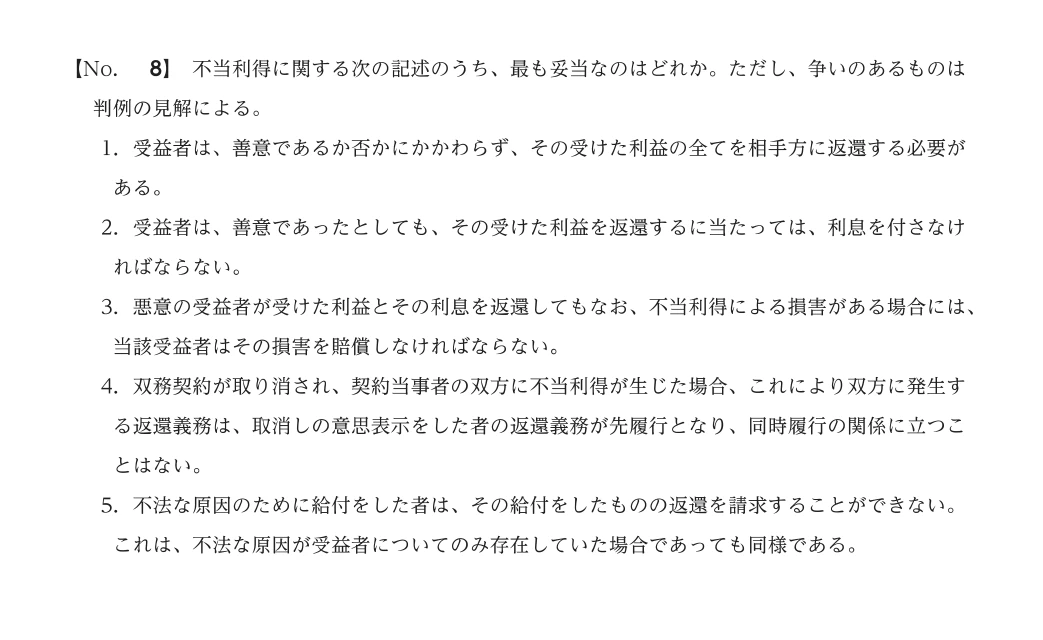 【No. 8】 不当利得に関する次の記述のうち、最も妥当なのはどれか。ただし、争いのあるものは
判例の見解による。
1. 受益者は、善意であるか否かにかかわらず、その受けた利益の全てを相手方に返還する必要が
ある。
2. 受益者は、善意であったとしても、その受けた利益を返還するに当たっては、利息を付さなけ
ればならない。
3. 悪意の受益者が受けた利益とその利息を返還してもなお、不当利得による損害がある場合には、
当該受益者はその損害を賠償しなければならない。
4. 双務契約が取り消され、契約当事者の双方に不当利得が生じた場合、これにより双方に発生す
る返還義務は、取消しの意思表示をした者の返還義務が先履行となり、同時履行の関係に立つこ
とはない。
5. 不法な原因のために給付をした者は、その給付をしたものの返還を請求することができない。
これは、不法な原因が受益者についてのみ存在していた場合であっても同様である。